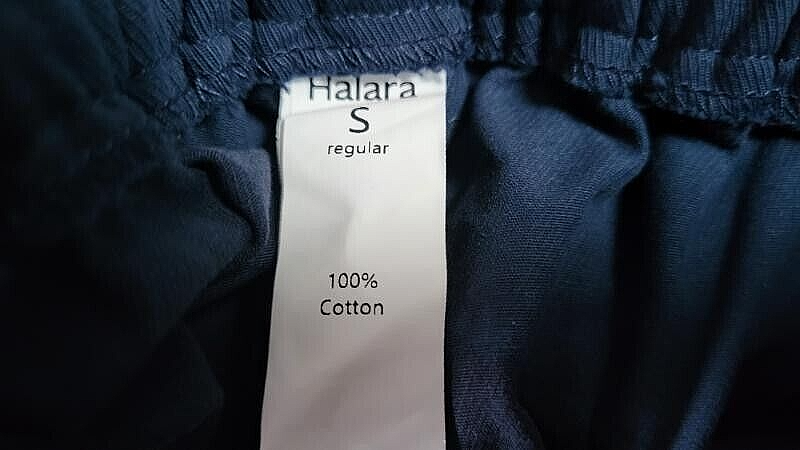 Halara
S
regular
100%
Cotton